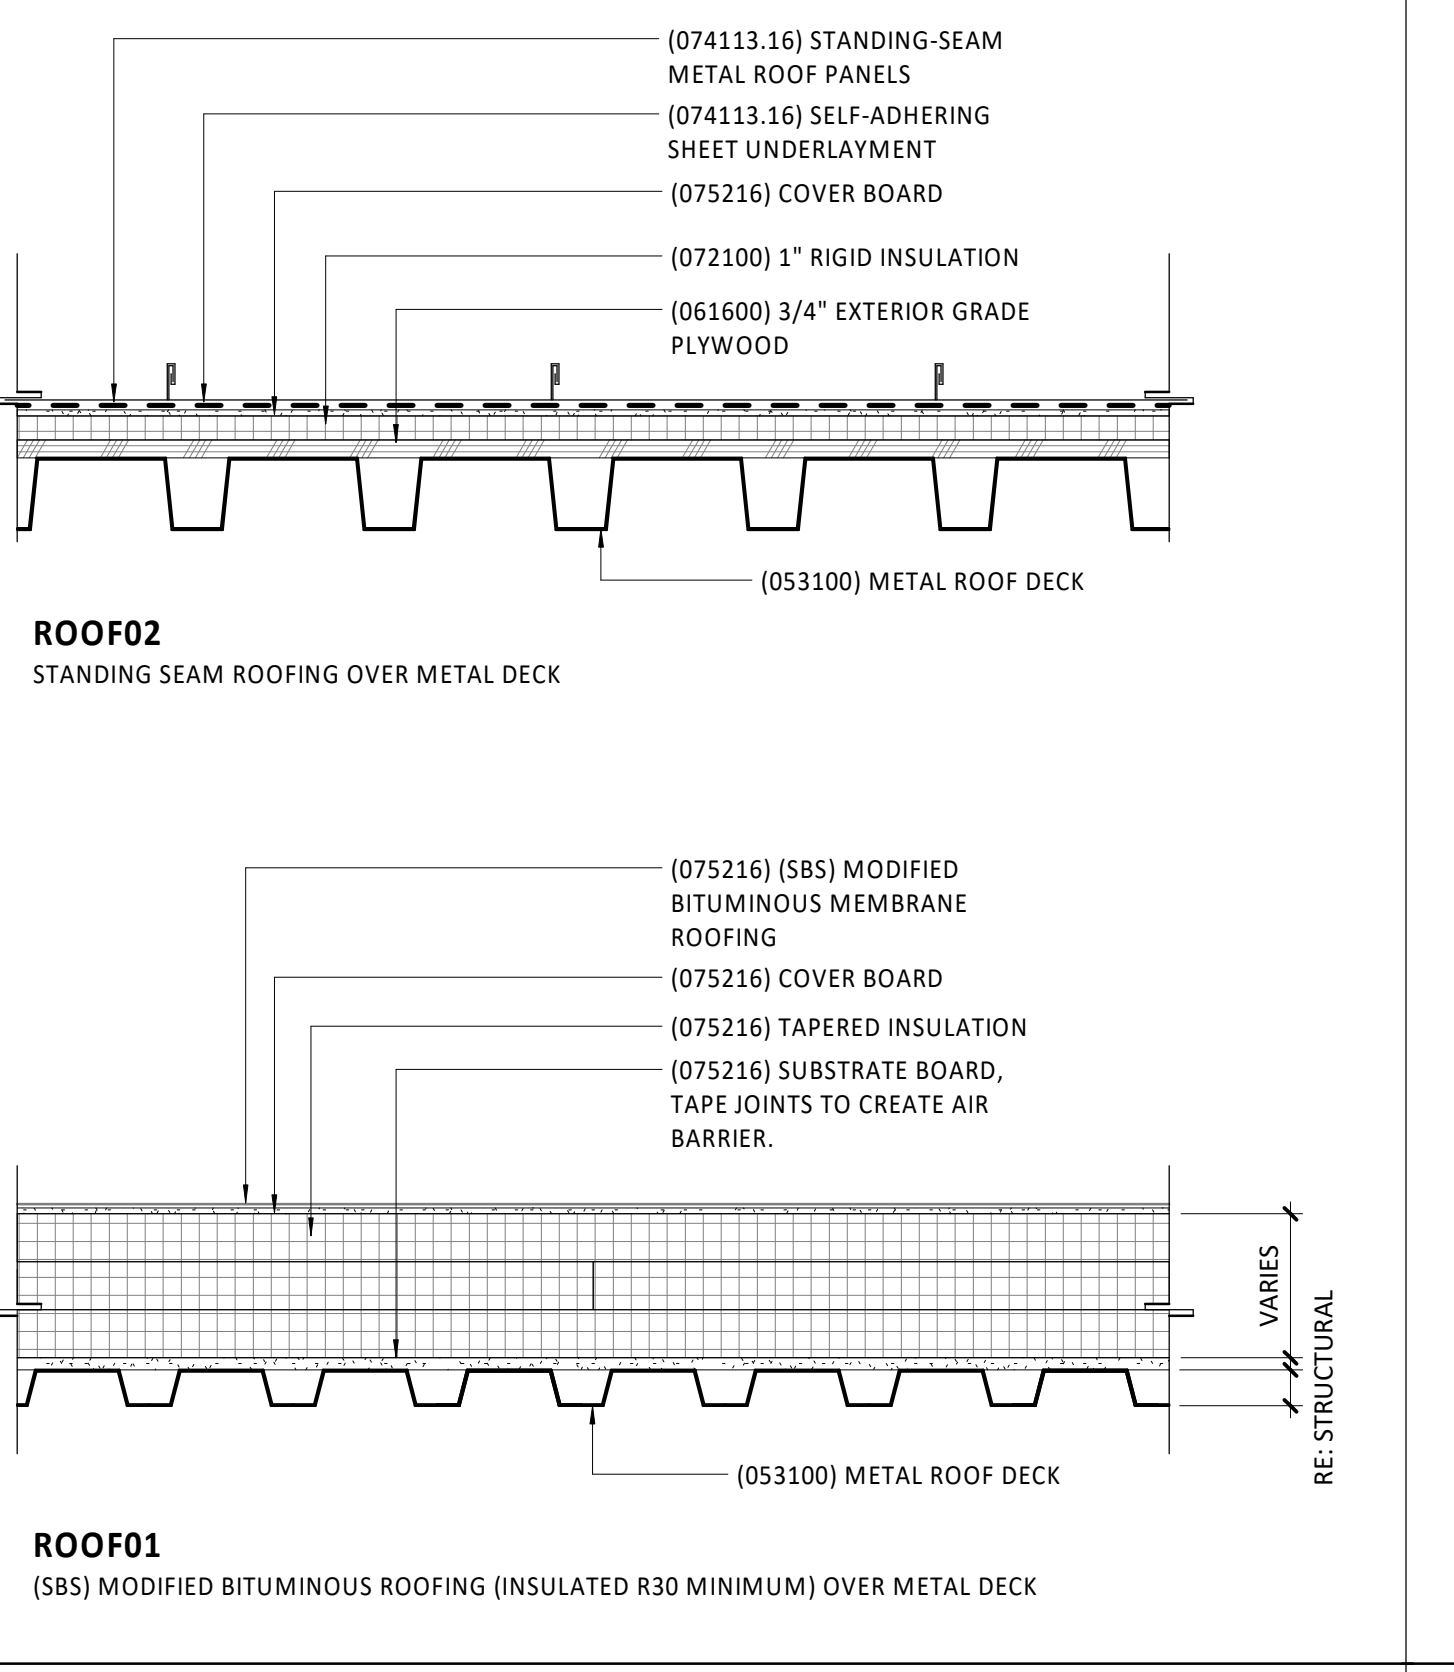 (074113.16) STANDING-SEAM
METAL ROOF PANELS
(074113.16) SELF-ADHERING
SHEET UNDERLAYMENT
(075216) COVER BOARD
(072100) 1" RIGID INSULATION
(061600) 3/4" EXTERIOR GRADE
PLYWOOD
(053100) METAL ROOF DECK
ROOF02
STANDING SEAM ROOFING OVER METAL DECK
(075216) (SBS) MODIFIED
BITUMINOUS MEMBRANE
ROOFING
(075216) COVER BOARD
(075216) TAPERED INSULATION
(075216) SUBSTRATE BOARD,
TAPE JOINTS TO CREATE AIR
BARRIER.
VARIES
RE: STRUCTURAL
(053100) METAL ROOF DECK
ROOF01
(SBS) MODIFIED BITUMINOUS ROOFING (INSULATED R30 MINIMUM) OVER METAL DECK